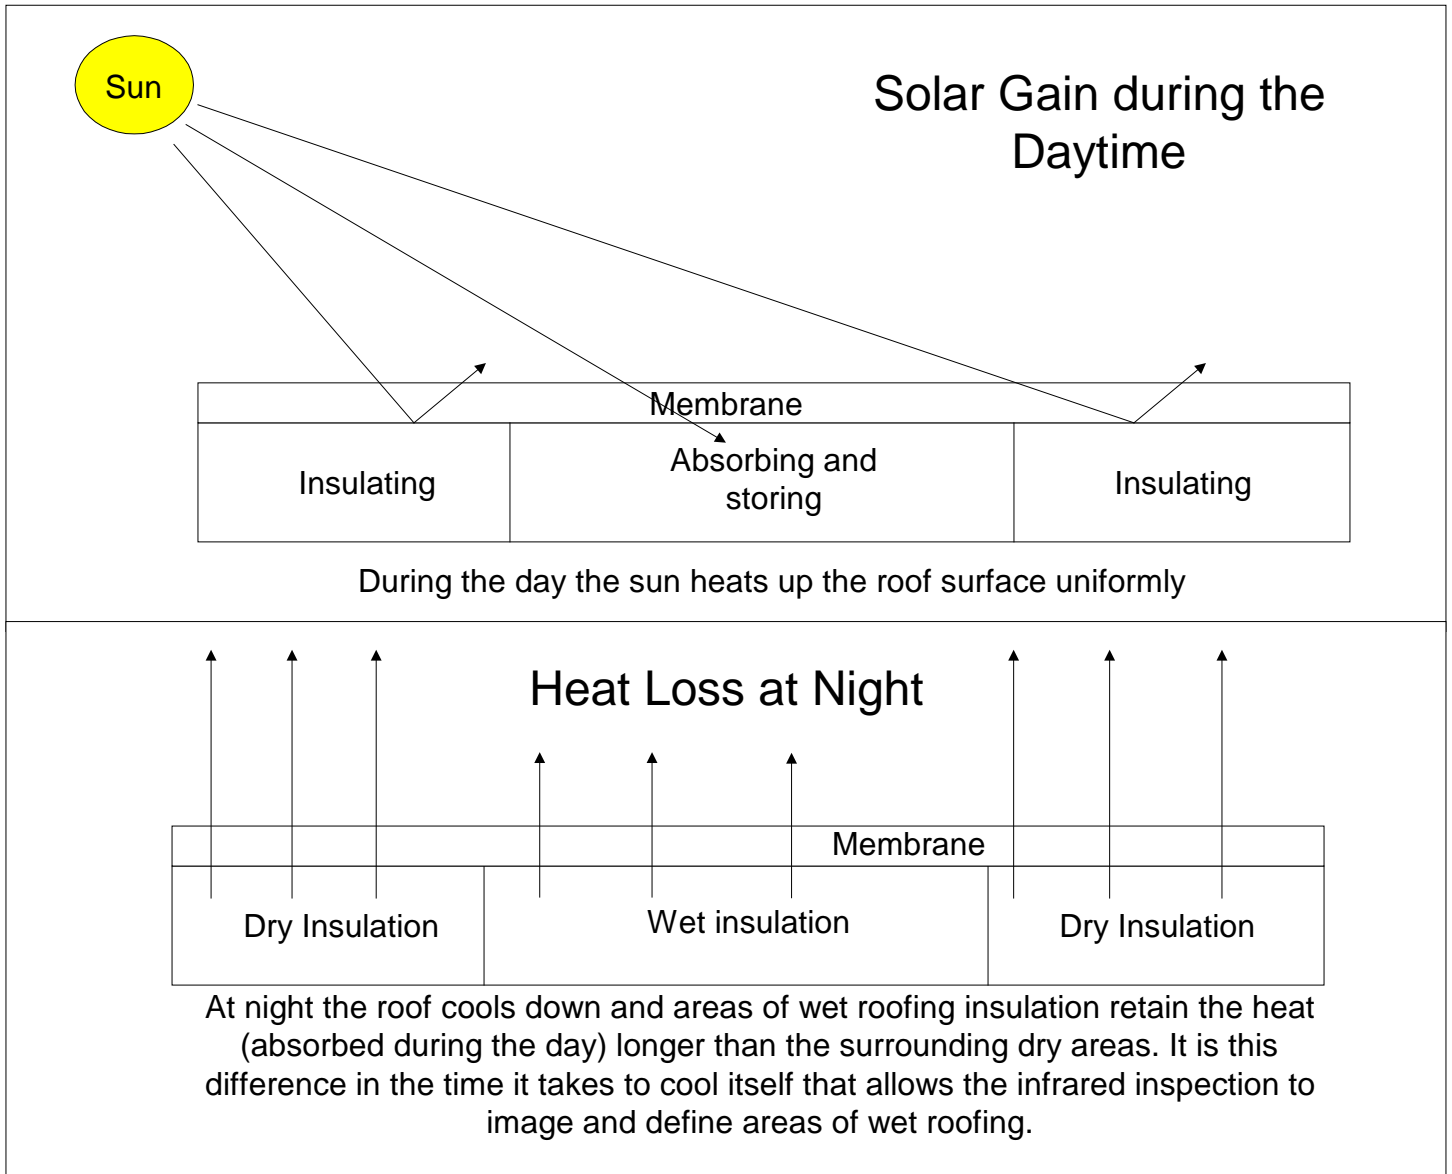 Sun
Solar Gain during the
Daytime
Membrane
Insulating
Absorbing and
storing
Insulating
During the day the sun heats up the roof surface uniformly
Heat Loss at Night
Membrane
Dry Insulation
Wet insulation
Dry Insulation
At night the roof cools down and areas of wet roofing insulation retain the heat
(absorbed during the day) longer than the surrounding dry areas. It is this
difference in the time it takes to cool itself that allows the infrared inspection to
image and define areas of wet roofing.